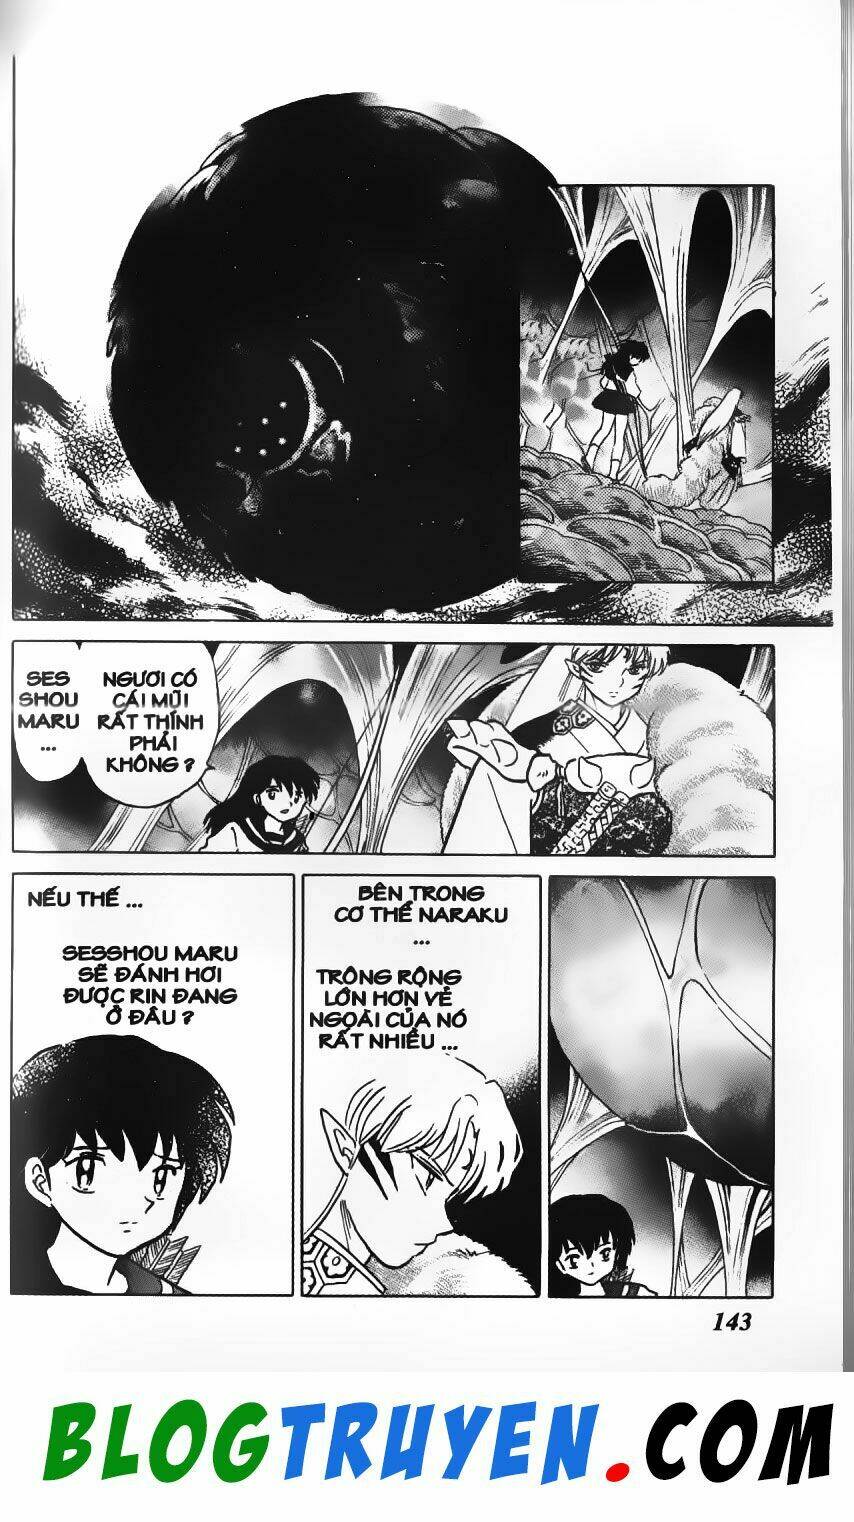 SES
SHOU
MARU
...
NGƯƠI CÓ
CÁI MŨI
RẤT THÍNH
PHẢI
KHÔNG ?
NẾU THẾ ...
SESSHOU MARU
SẼ ĐÁNH HƠI
ĐƯỢC RIN ĐANG
Ở ĐÂU ?
BÊN TRONG
CƠ THỂ NARAKU
...
TRÔNG RỘNG
LỚN HƠN VẺ
NGOÀI CỦA NÓ
RẤT NHIỀU ...
143
BLOGTRUYEN.COM